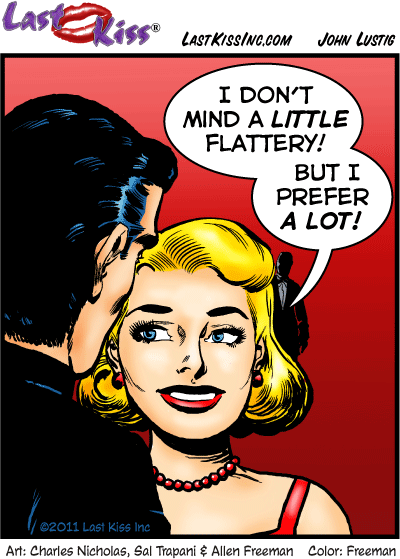 Last Kiss®
LastKissInc.com John Lustig
I DON'T
MIND A LITTLE
FLATTERY!
BUT I
PREFER
A LOT!
©2011 Last Kiss Inc
Art: Charles Nicholas, Sal Trapani & Allen Freeman Color: Freeman